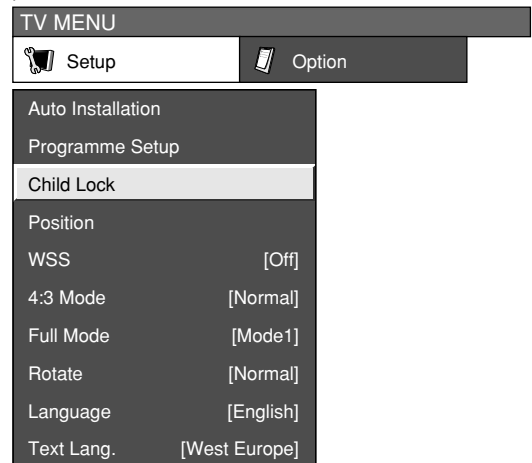 TV MENU
Setup Option
Auto Installation
Programme Setup
Child Lock
Position
WSS [Off]
4:3 Mode [Normal]
Full Mode [Mode1]
Rotate [Normal]
Language [English]
Text Lang. [West Europe]